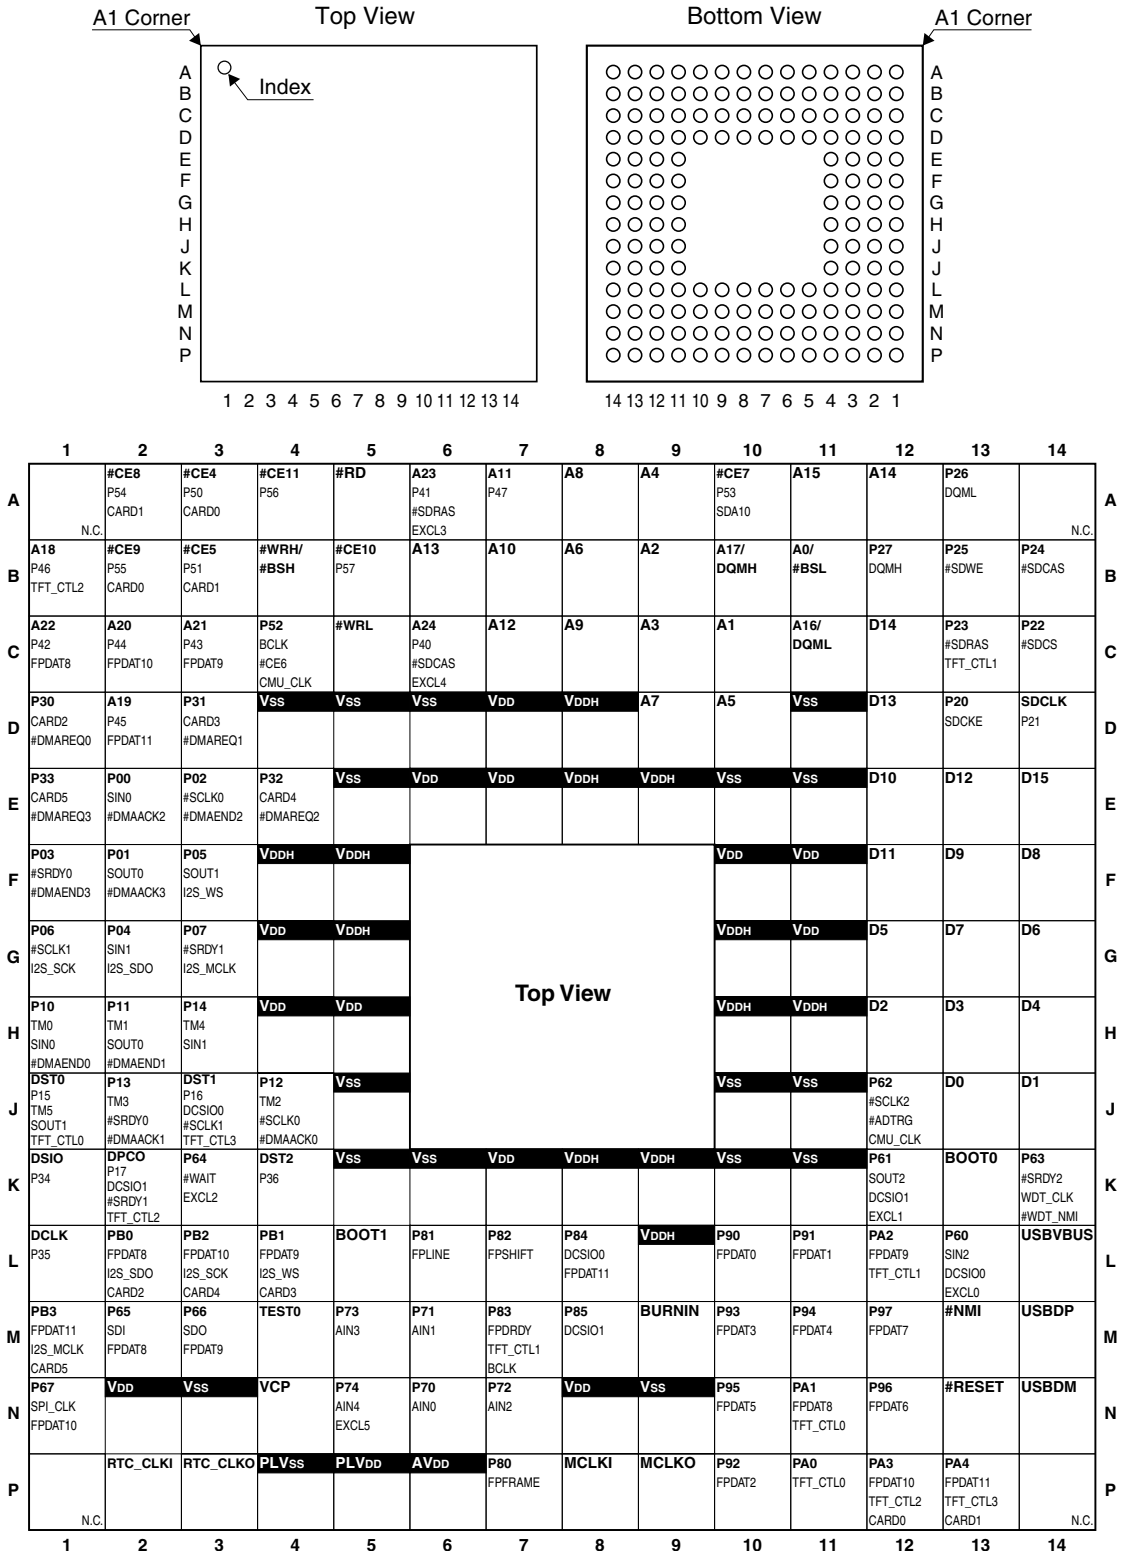 Top View
Bottom View
A1 Corner
A1 Corner
Index
A
B
C
D
E
F
G
H
J
K
L
M
N
P
A
B
C
D
E
F
G
H
J
J
L
M
N
P
1 2 3 4 5 6 7 8 9 10 11 12 13 14
14 13 12 11 10 9 8 7 6 5 4 3 2 1
1 2 3 4 5 6 7 8 9 10 11 12 13 14
A #CE8 #CE4 #CE11 #RD A23 A11 A8 A4 #CE7 A15 A14 P26 A
P54 P50 P56 P41 P47 P53 DQML
CARD1 CARD0 #SDRAS SDA10
N.C. EXCL3 N.C.
B A18 #CE9 #CE5 #WRH/ #CE10 A13 A10 A6 A2 A17/ A0/ P27 P25 P24 B
P46 P55 P51 #BSH P57 DQMH #BSL DQMH #SDWE #SDCAS
TFT_CTL2 CARD0 CARD1
C A22 A20 A21 P52 #WRL A24 A12 A9 A3 A1 A16/ D14 P23 P22 C
P42 P44 P43 BCLK P40 DQML #SDRAS #SDCS
FPDAT8 FPDAT10 FPDAT9 #CE6 #SDCAS TFT_CTL1
CMU_CLK EXCL4
D P30 A19 P31 VSS VSS VSS VDD VDDH A7 A5 VSS D13 P20 SDCLK D
CARD2 P45 CARD3 SDCKE P21
#DMAREQ0 FPDAT11 #DMAREQ1
E P33 P00 P02 P32 VSS VDD VDD VDDH VDDH VSS VSS D10 D12 D15 E
CARD5 SIN0 #SCLK0 CARD4
#DMAREQ3 #DMAACK2 #DMAEND2 #DMAREQ2
F P03 P01 P05 VDDH VDDH VDD VDD D11 D9 D8 F
#SRDY0 SOUT0 SOUT1
#DMAEND3 #DMAACK3 I2S_WS
G P06 P04 P07 VDD VDDH VDDH VDD D5 D7 D6 G
#SCLK1 SIN1 #SRDY1
I2S_SCK I2S_SDO I2S_MCLK
Top View
H P10 P11 P14 VDD VDD VDDH VDDH D2 D3 D4 H
TM0 TM1 TM4
SIN0 SOUT0 SIN1
#DMAEND0 #DMAEND1
J DST0 P13 DST1 P12 VSS VSS VSS P62 D0 D1 J
P15 TM3 P16 TM2 #SCLK2
TM5 #SRDY0 DCSIO0 #SCLK0 #ADTRG
SOUT1 #DMAACK1 #SCLK1 #DMAACK0 CMU_CLK
TFT_CTL0 TFT_CTL3
K DSIO DPCO P64 DST2 VSS VSS VDD VDDH VDDH VSS VSS P61 BOOT0 P63 K
P34 P17 #WAIT P36 SOUT2 #SRDY2
DCSIO1 EXCL2 DCSIO1 WDT_CLK
#SRDY1 EXCL1 #WDT_NMI
TFT_CTL2
L DCLK PB0 PB2 PB1 BOOT1 P81 P82 P84 VDDH P90 P91 PA2 P60 USBVBUS L
P35 FPDAT8 FPDAT10 FPDAT9 FPLINE FPSHIFT DCSIO0 FPDAT0 FPDAT1 FPDAT9 SIN2
I2S_SDO I2S_SCK I2S_WS FPDAT11 TFT_CTL1 DCSIO0
CARD2 CARD4 CARD3 EXCL0
M PB3 P65 P66 TEST0 P73 P71 P83 P85 BURNIN P93 P94 P97 #NMI USBDP M
FPDAT11 SDI SDO AIN3 AIN1 FPDRDY DCSIO1 FPDAT3 FPDAT4 FPDAT7
I2S_MCLK FPDAT8 FPDAT9 TFT_CTL1
CARD5 BCLK
N P67 VDD VSS VCP P74 P70 P72 VDD VSS P95 PA1 P96 #RESET USBDM N
SPI_CLK AIN4 AIN0 AIN2 FPDAT5 FPDAT8 FPDAT6
FPDAT10 EXCL5 TFT_CTL0
P RTC_CLKI RTC_CLKO PLVSS PLVDD AVDD P80 MCLKI MCLKO P92 PA0 PA3 PA4 P
FPFRAME FPDAT2 TFT_CTL0 FPDAT10 FPDAT11
TFT_CTL2 TFT_CTL3
N.C. CARD0 CARD1 N.C.
1 2 3 4 5 6 7 8 9 10 11 12 13 14